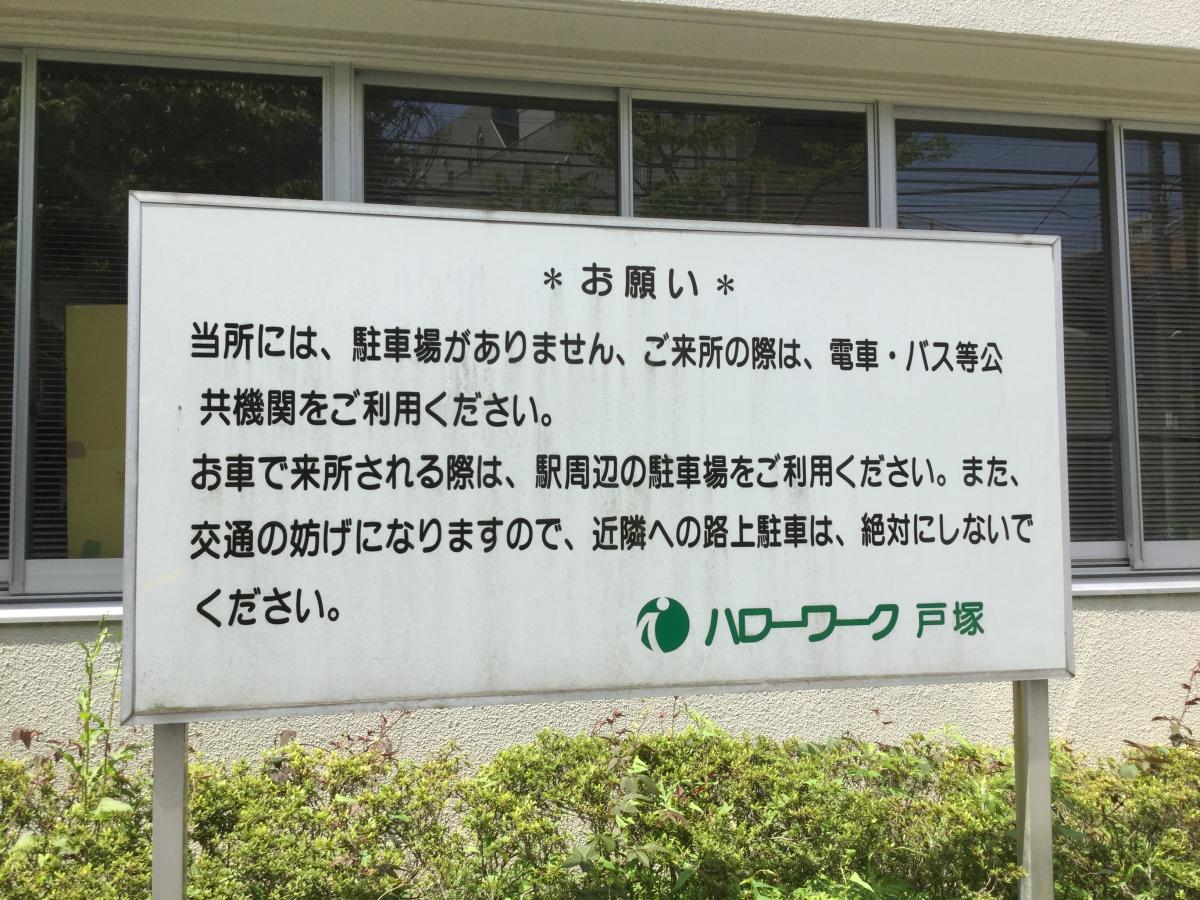 ＊お願い＊
当所には、駐車場がありません、ご来所の際は、電車・バス等公
共機関をご利用ください。
お車で来所される際は、駅周辺の駐車場をご利用ください。また、
交通の妨げになりますので、近隣への路上駐車は、絶対にしないで
ください。
ハローワーク 戸塚